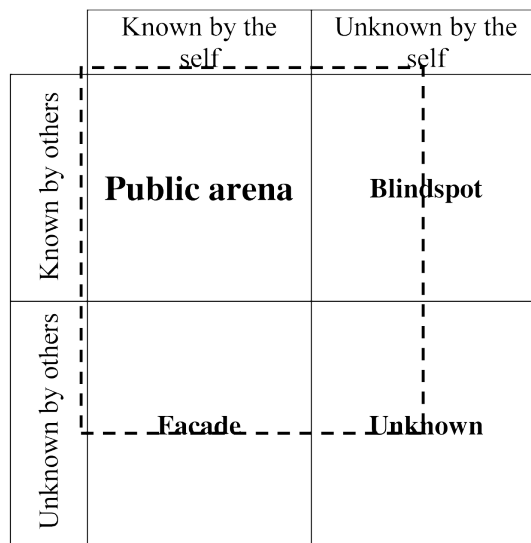 Known by the
self
Unknown by the
self
Known by others
Public arena
Blindspot
Unknown by others
Facade
Unknown